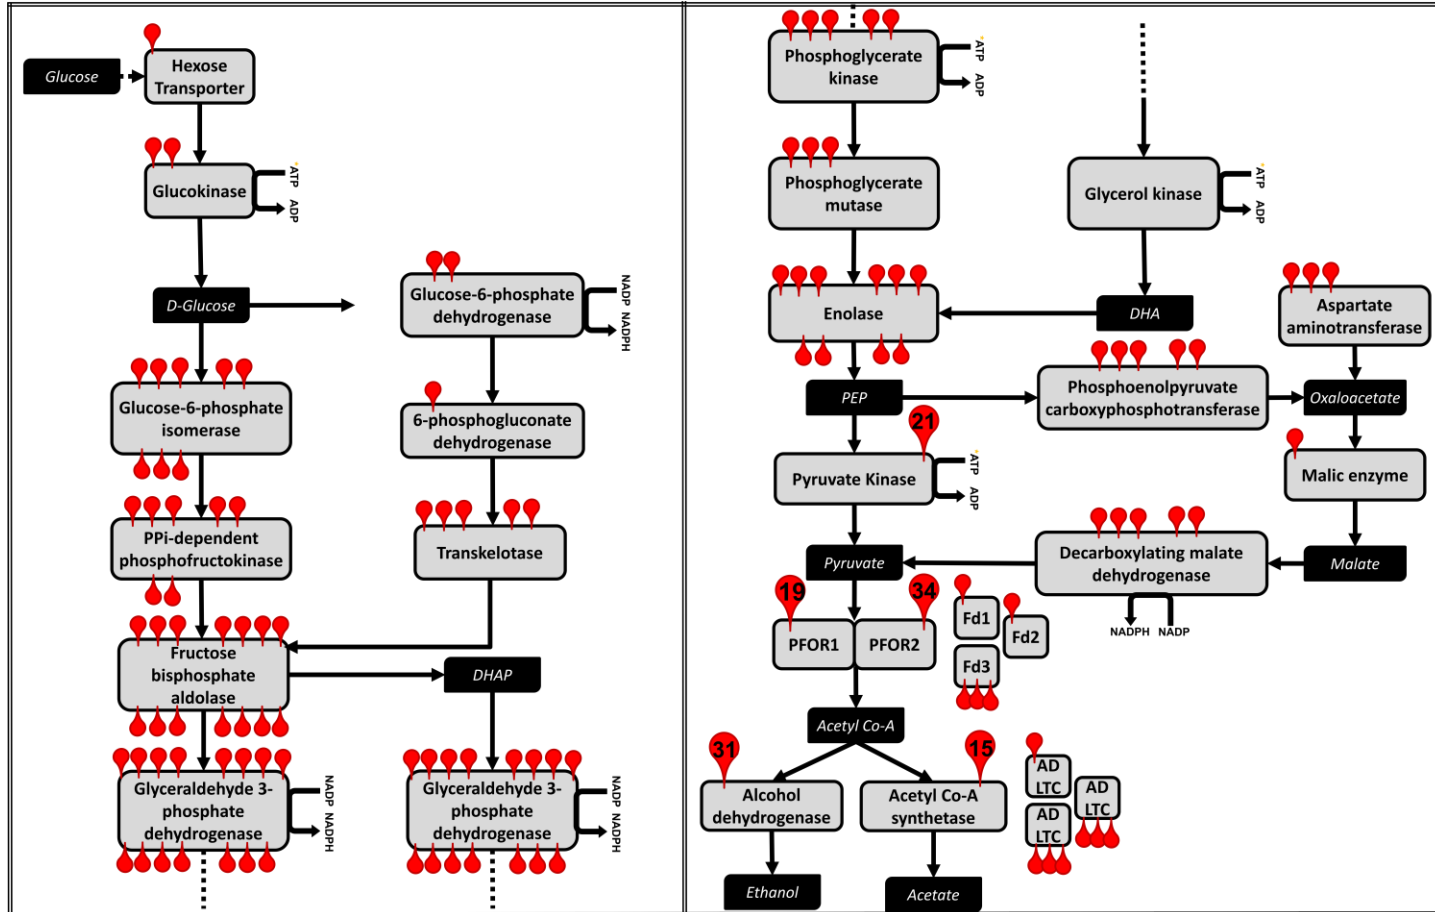 Glucose
Hexose
Transporter
Glucokinase
ATP
ADP
D-Glucose
Glucose-6-phosphate
dehydrogenase
NADP
NADPH
Glucose-6-phosphate
isomerase
6-phosphogluconate
dehydrogenase
PPi-dependent
phosphofructokinase
Transkelotase
Fructose
bisphosphate
aldolase
DHAP
Glyceraldehyde 3-
phosphate
dehydrogenase
NADP
NADPH
Glyceraldehyde 3-
phosphate
dehydrogenase
NADP
NADPH
Phosphoglycerate
kinase
ATP
ADP
Phosphoglycerate
mutase
Glycerol kinase
ATP
ADP
Enolase
DHA
Aspartate
aminotransferase
PEP
Phosphoenolpyruvate
carboxyphosphotransferase
Oxaloacetate
21
Pyruvate Kinase
ATP
ADP
Malic enzyme
Pyruvate
Decarboxylating malate
dehydrogenase
Malate
NADPH
NADP
19
34
PFOR1
PFOR2
Fd1
Fd2
Fd3
Acetyl Co-A
31
15
Alcohol
dehydrogenase
Acetyl Co-A
synthetase
AD
LTC
AD
LTC
AD
LTC
Ethanol
Acetate